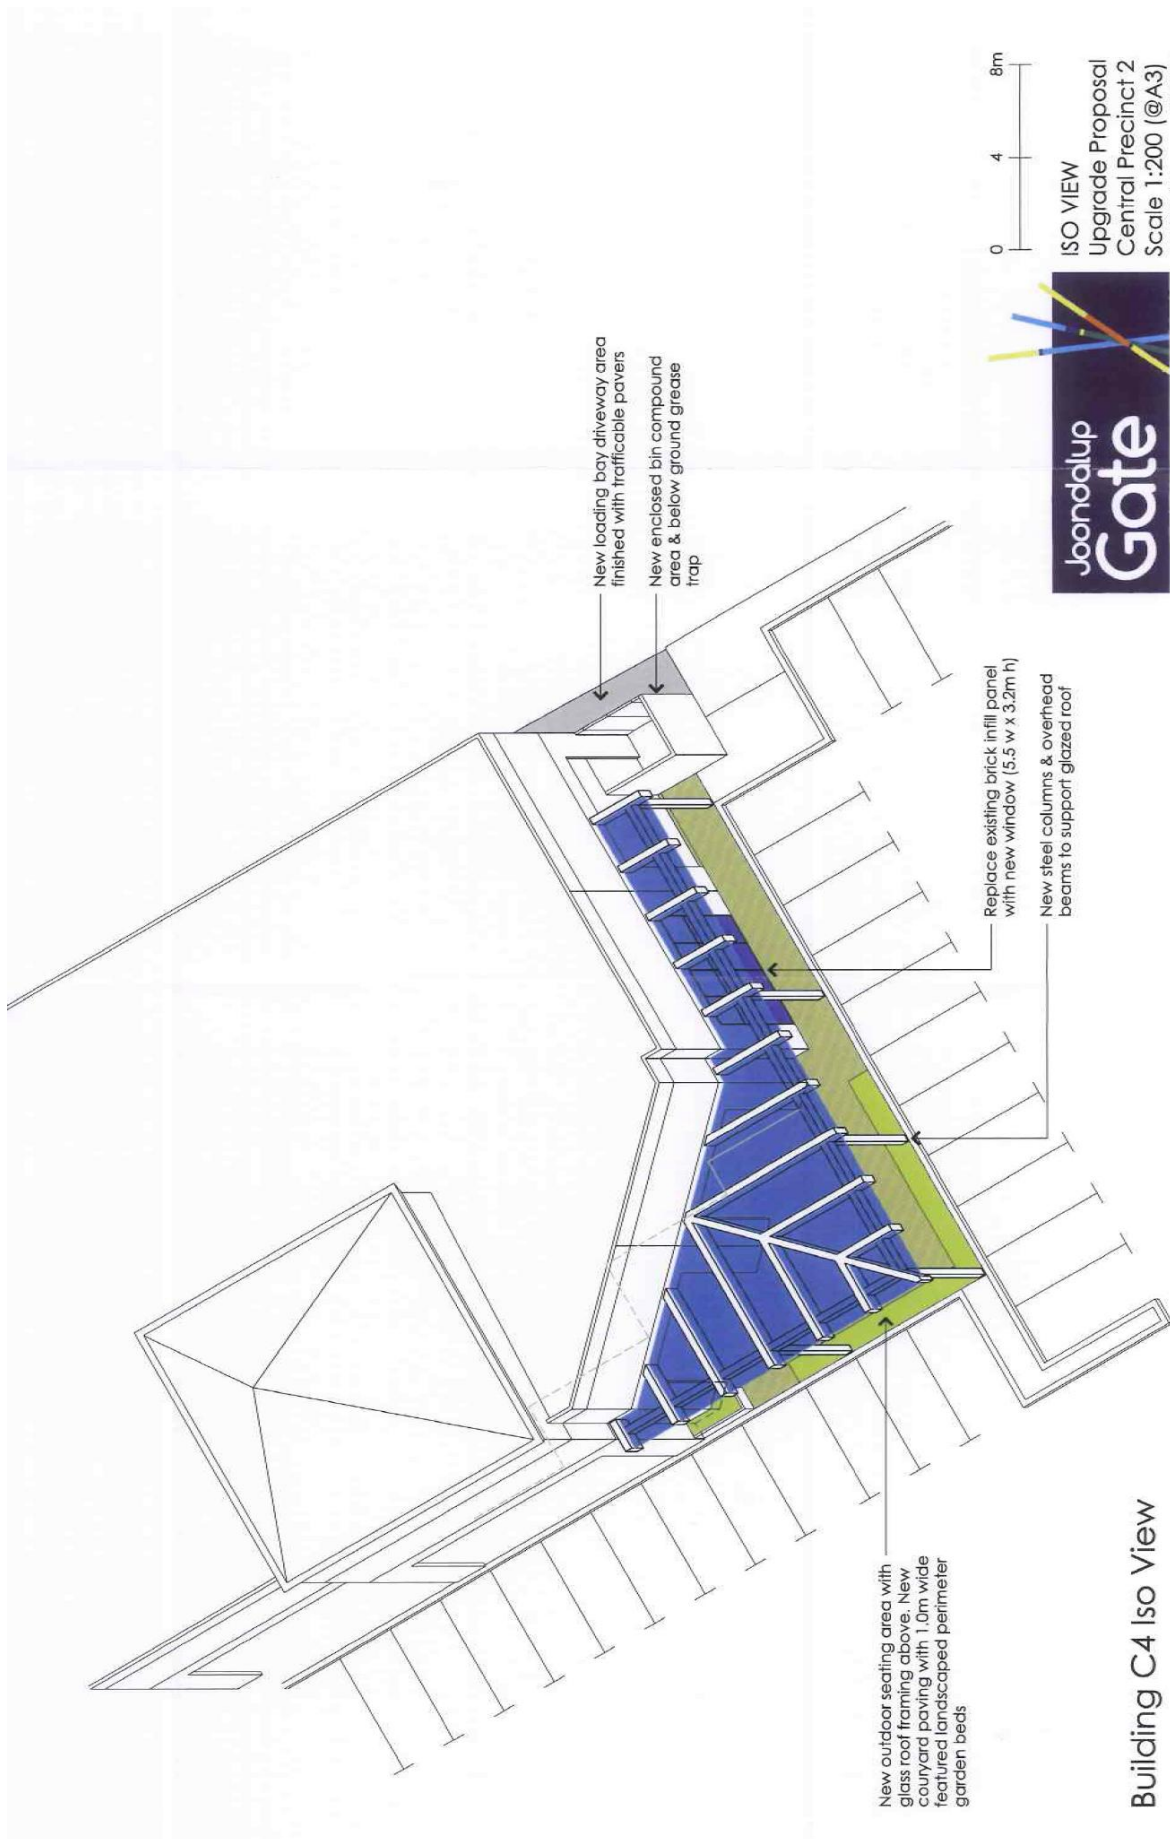 New loading bay driveway area
finished with trafficable pavers
New enclosed bin compound
area & below ground grease
trap
Replace existing brick infill panel
with new window (5.5 w x 3.2m h)
New steel columns & overhead
beams to support glazed roof
New outdoor seating area with
glass roof framing above. New
couryard paving with 1.0m wide
featured landscaped perimeter
garden beds
Building C4 Iso View
Joondalup
Gate
0 4 8m
ISO VIEW
Upgrade Proposal
Central Precinct 2
Scale 1:200 (@A3)